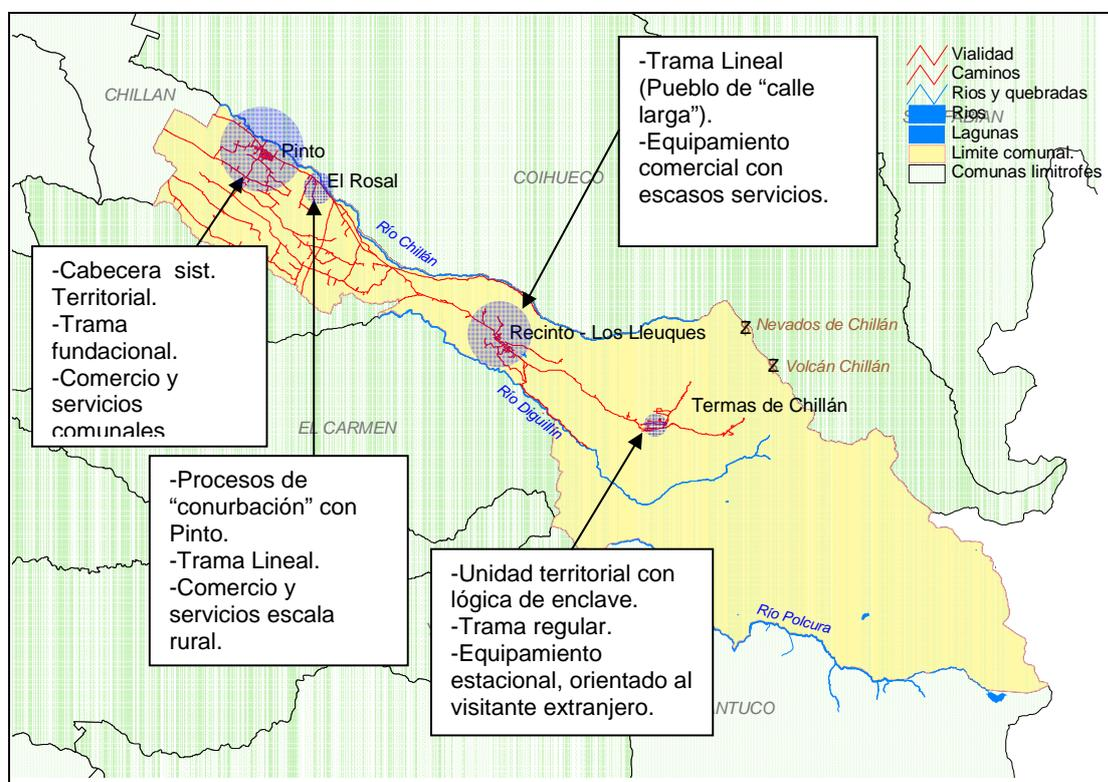 CHILLAN
-Trama Lineal
(Pueblo de “calle
larga”).
-Equipamiento
comercial con
escasos servicios.
Vialidad
Caminos
Rios y quebradas
Rios
Lagunas
Limite comunal.
Comunas limitrofes
Pinto
El Rosal
COIHUECO
Río Chillán
-Cabecera sist.
Territorial.
-Trama
fundacional.
-Comercio y
servicios
comunales
Recinto - Los Lleuques
Z Nevados de Chillán
Z Volcán Chillán
Río Diguillín
Termas de Chillán
EL CARMEN
-Procesos de
“conurbación” con
Pinto.
-Trama Lineal.
-Comercio y
servicios escala
rural.
-Unidad territorial con
lógica de enclave.
-Trama regular.
-Equipamiento
estacional, orientado al
visitante extranjero.
Río Polcura
NTUCO